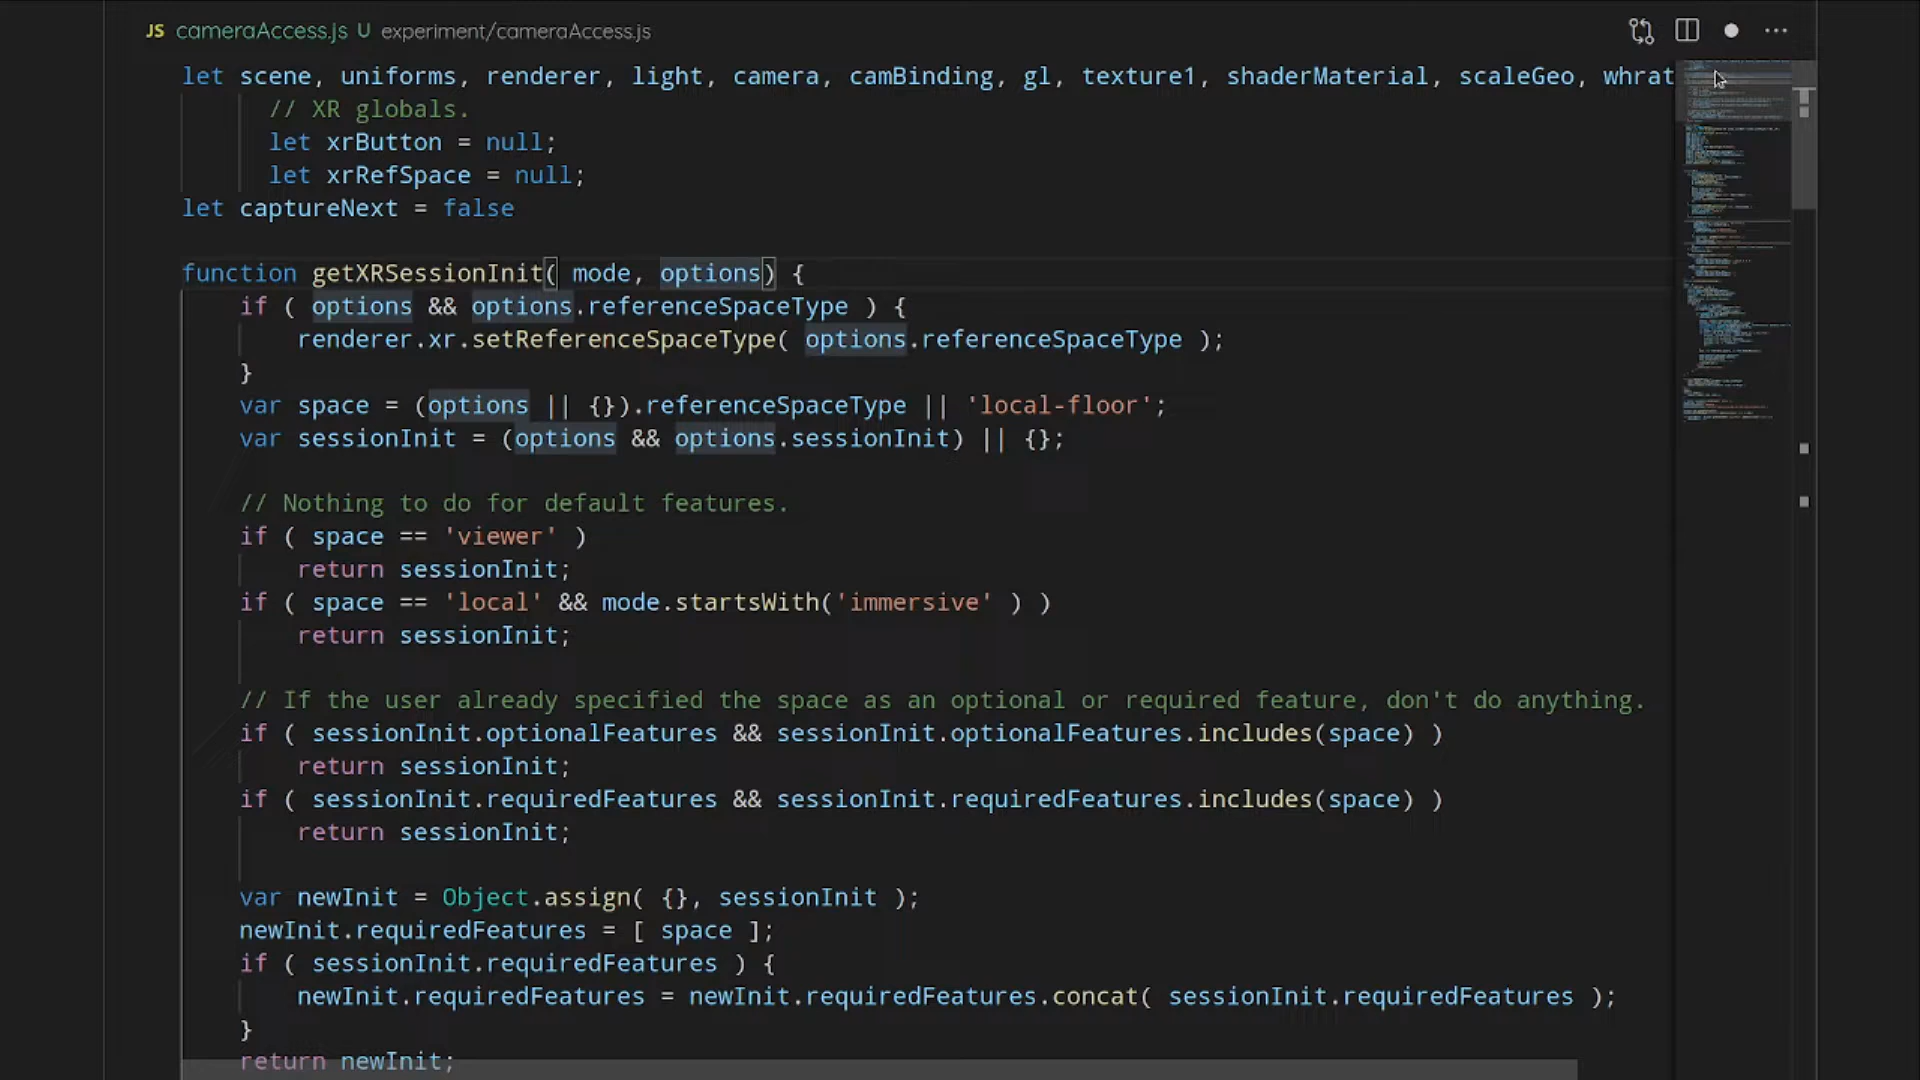 JS cameraAccess.js U experiment/cameraAccess.js
let scene, uniforms, renderer, light, camera, camBinding, gl, texture1, shaderMaterial, scaleGeo, whrat
// XR globals.
let xrButton = null;
let xrRefSpace = null;
let captureNext = false
function getXRSessionInit( mode, options) {
if ( options && options.referenceSpaceType ) {
renderer.xr.setReferenceSpaceType( options.referenceSpaceType );
}
var space = (options || {}).referenceSpaceType || 'local-floor';
var sessionInit = (options && options.sessionInit) || {};
// Nothing to do for default features.
if ( space == 'viewer' )
return sessionInit;
if ( space == 'local' && mode.startsWith('immersive' ) )
return sessionInit;
// If the user already specified the space as an optional or required feature, don't do anything.
if ( sessionInit.optionalFeatures && sessionInit.optionalFeatures.includes(space) )
return sessionInit;
if ( sessionInit.requiredFeatures && sessionInit.requiredFeatures.includes(space) )
return sessionInit;
var newInit = Object.assign( {}, sessionInit );
newInit.requiredFeatures = [ space ];
if ( sessionInit.requiredFeatures ) {
newInit.requiredFeatures = newInit.requiredFeatures.concat( sessionInit.requiredFeatures );
}
return newInit;